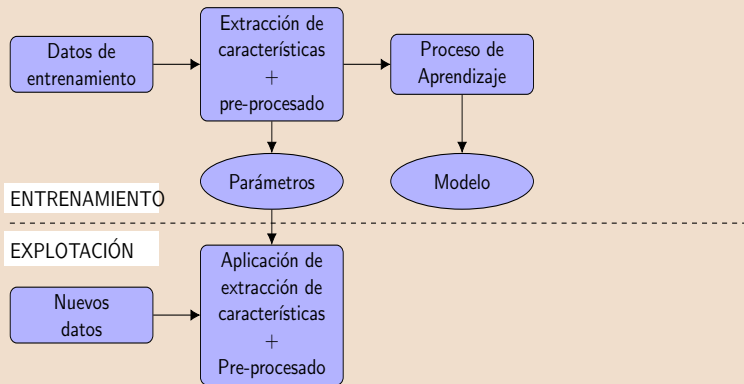 Datos de
entrenamiento
Extracción de
características
+
pre-procesado
Proceso de
Aprendizaje
Parámetros
Modelo
ENTRENAMIENTO
EXPLOTACIÓN
Nuevos
datos
Aplicación de
extracción de
características
+
Pre-procesado